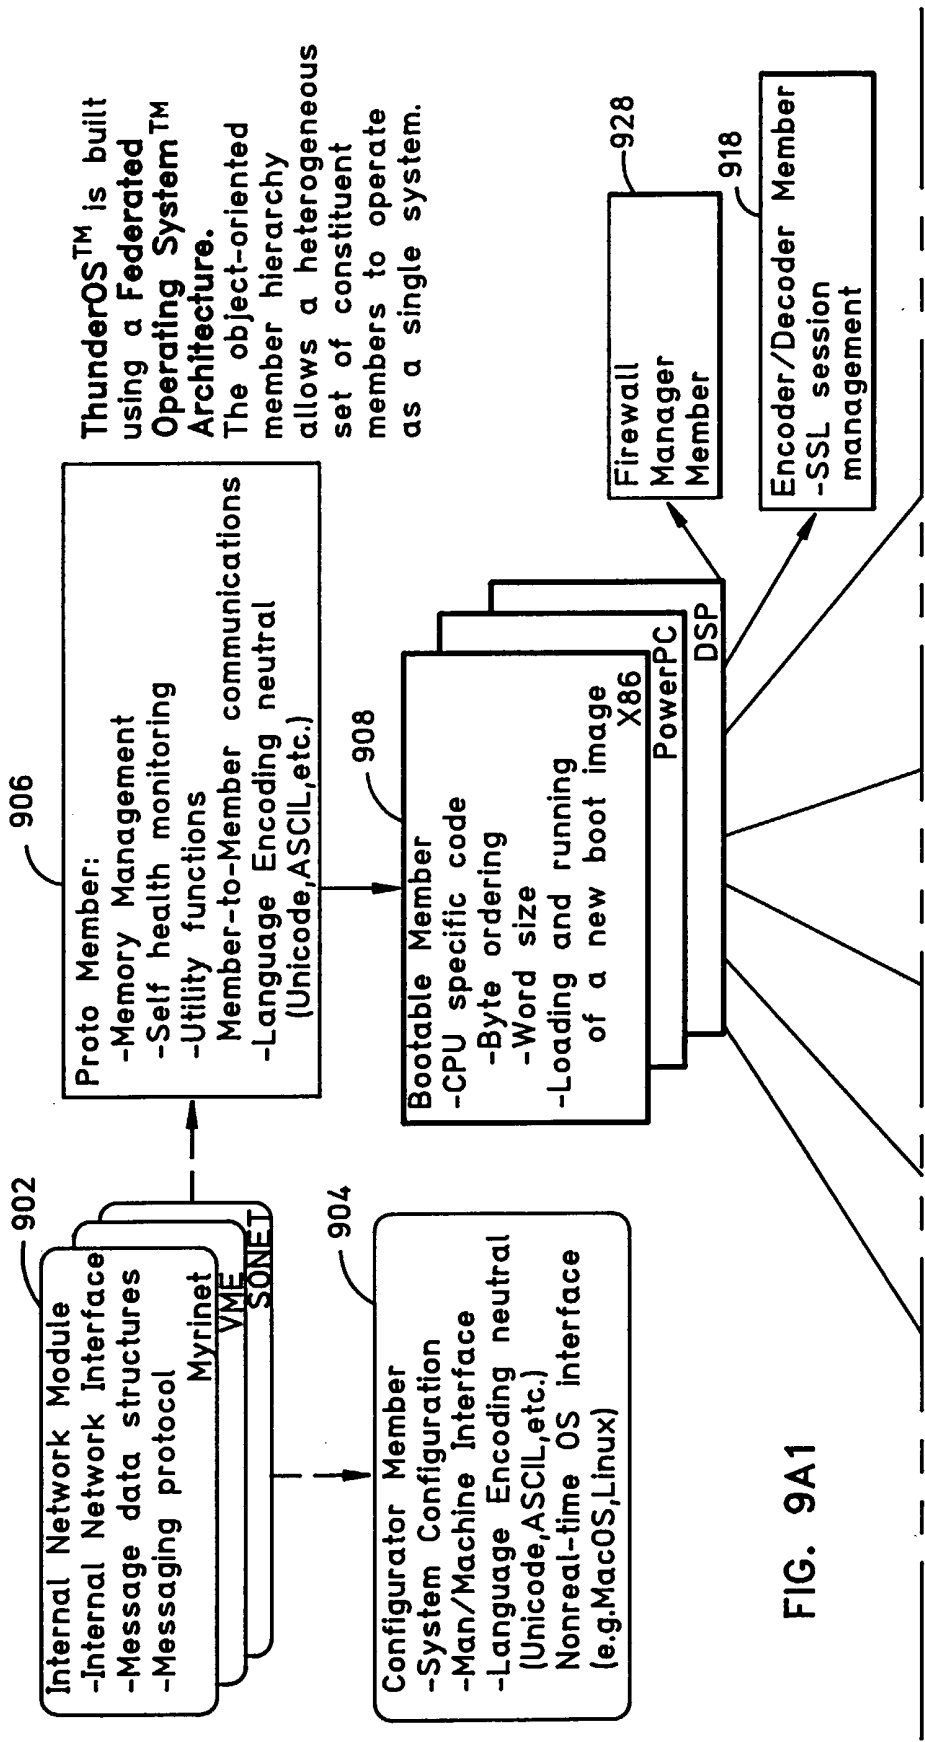 902
Internal Network Module
-Internal Network Interface
-Message data structures
-Messaging protocol
Myrinet
VME
SONET
904
Configurator Member
-System Configuration
-Man/Machine Interface
-Language Encoding neutral
(Unicode,ASCIL,etc.)
Nonreal-time OS interface
(e.g.MacOS,Linux)
906
Proto Member:
-Memory Management
-Self health monitoring
-Utility functions
Member-to-Member communications
-Language Encoding neutral
(Unicode,ASCIL,etc.)
908
Bootable Member
-CPU specific code
-Byte ordering
-Word size
-Loading and running
of a new boot image
X86
PowerPC
DSP
ThunderOS™ is built
using a Federated
Operating System™
Architecture.
The object-oriented
member hierarchy
allows a heterogeneous
set of constituent
members to operate
as a single system.
928
Firewall
Manager
Member
918
Encoder/Decoder Member
-SSL session
management
FIG. 9A1